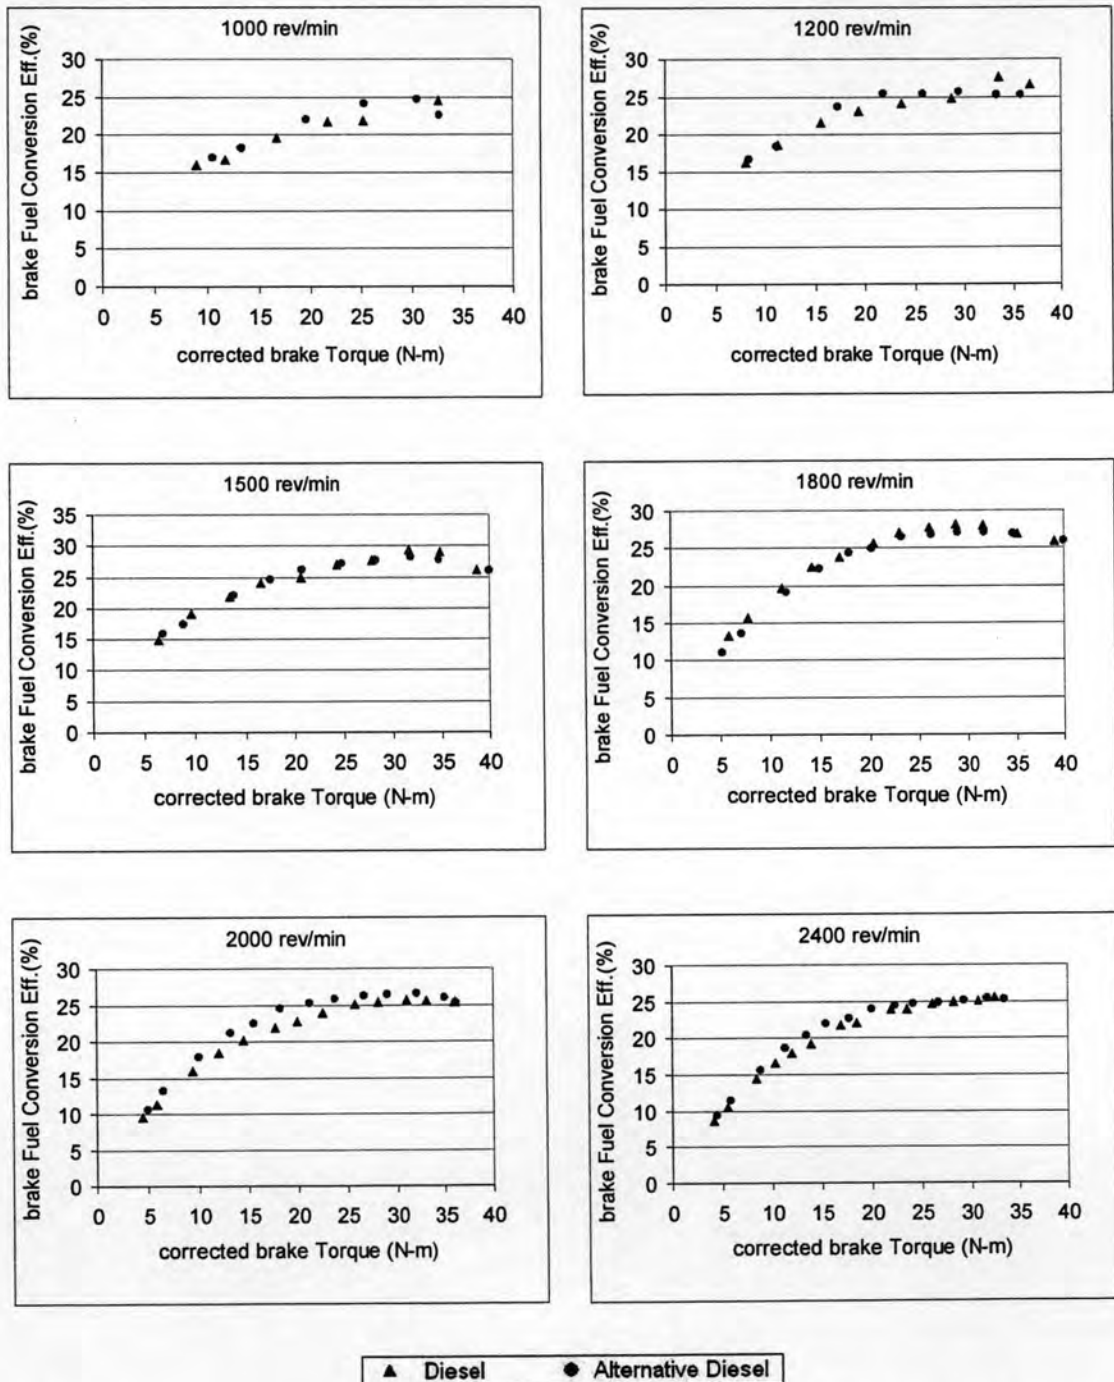 1000 rev/min
brake Fuel Conversion Eff.(%)
30
25
20
15
10
5
0
0 5 10 15 20 25 30 35 40
corrected brake Torque (N-m)
1200 rev/min
brake Fuel Conversion Eff.(%)
30
25
20
15
10
5
0
0 5 10 15 20 25 30 35 40
corrected brake Torque (N-m)
1500 rev/min
brake Fuel Conversion Eff.(%)
35
30
25
20
15
10
5
0
0 5 10 15 20 25 30 35 40
corrected brake Torque (N-m)
1800 rev/min
brake Fuel Conversion Eff.(%)
30
25
20
15
10
5
0
0 5 10 15 20 25 30 35 40
corrected brake Torque (N-m)
2000 rev/min
brake Fuel Conversion Eff.(%)
30
25
20
15
10
5
0
0 5 10 15 20 25 30 35 40
corrected brake Torque (N-m)
2400 rev/min
brake Fuel Conversion Eff.(%)
30
25
20
15
10
5
0
0 5 10 15 20 25 30 35 40
corrected brake Torque (N-m)
▲ Diesel ● Alternative Diesel